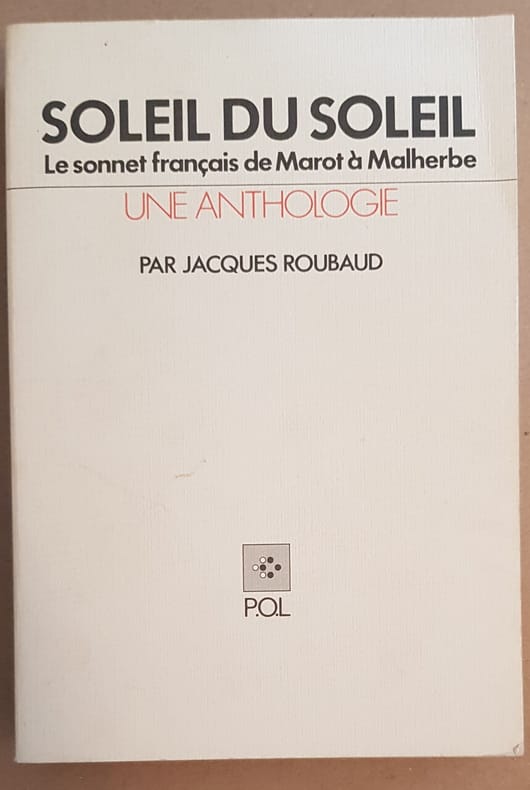 SOLEIL DU SOLEIL
Le sonnet français de Marot à Malherbe
UNE ANTHOLOGIE
PAR JACQUES ROUBAUD
P.O.L